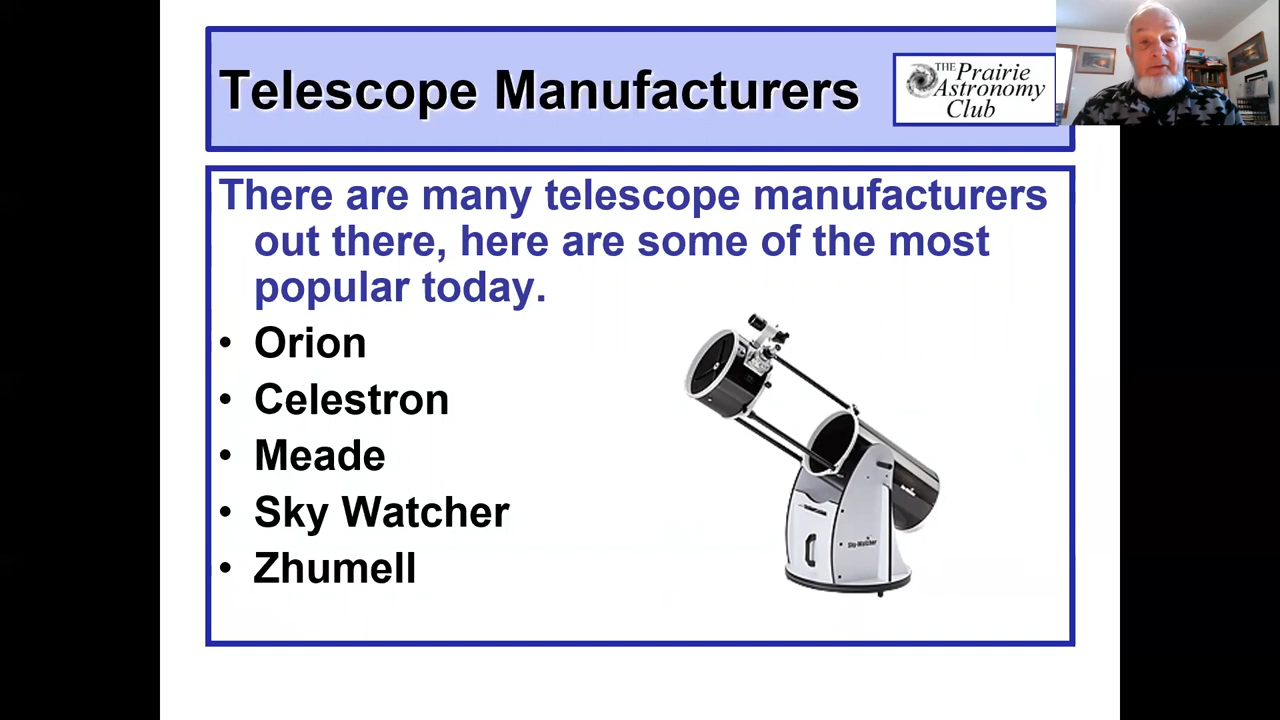 Telescope Manufacturers
THE Prairie
Astronomy
Club
There are many telescope manufacturers
out there, here are some of the most
popular today.
• Orion
• Celestron
• Meade
• Sky Watcher
• Zhumell
Sky-Watcher